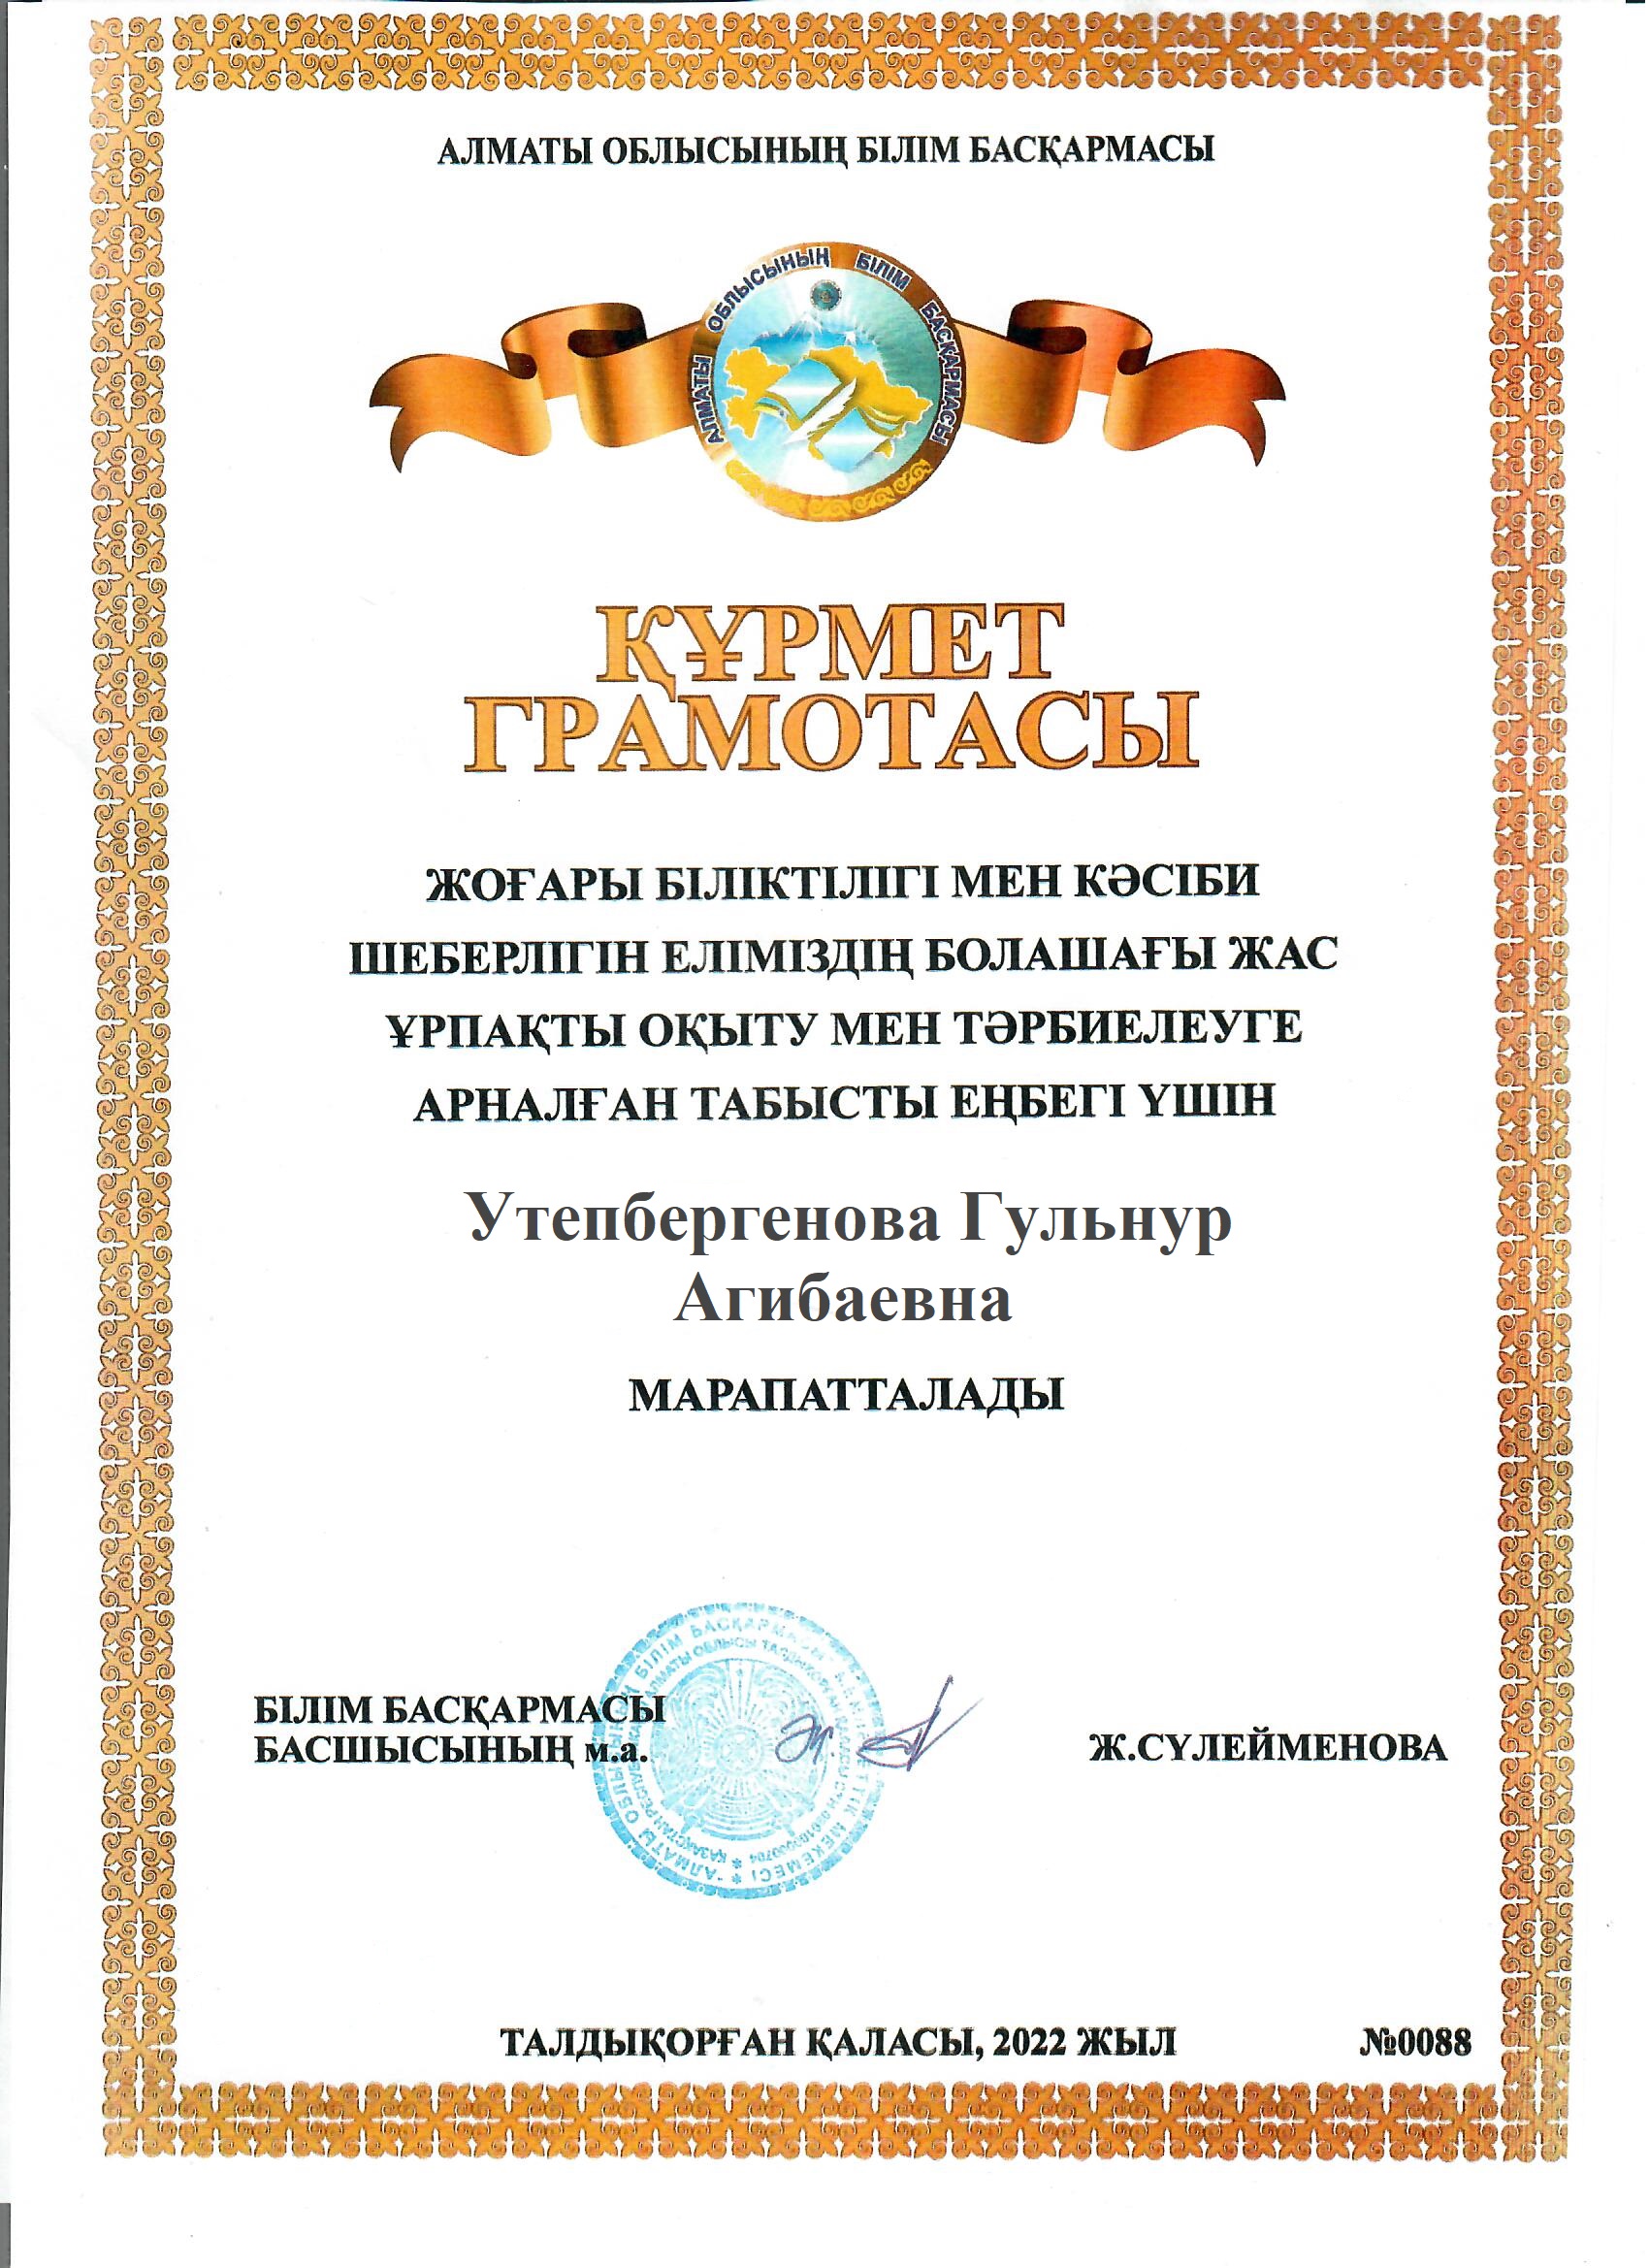 АЛМАТЫ ОБЛЫСЫНЫҢ БІЛІМ БАСҚАРМАСЫ
АЛМАТЫ ОБЛЫСЫНЫҢ БІЛІМ БАСҚАРМАСЫ
ҚҰРМЕТ
ГРАМОТАСЫ
ЖОҒАРЫ БІЛІКТІЛІГІ МЕН КӘСІБИ
ШЕБЕРЛІГІН ЕЛІМІЗДІҢ БОЛАШАҒЫ ЖАС
ҰРПАҚТЫ ОҚЫТУ МЕН ТӘРБИЕЛЕУГЕ
АРНАЛҒАН ТАБЫСТЫ ЕҢБЕГІ ҮШІН
Утепбергенова Гульнур
Агибаевна
МАРАПАТТАЛАДЫ
БІЛІМ БАСҚАРМАСЫ
БАСШЫСЫНЫҢ м.а.
Ж.СҮЛЕЙМЕНОВА
ТАЛДЫҚОРҒАН ҚАЛАСЫ, 2022 ЖЫЛ
№0088